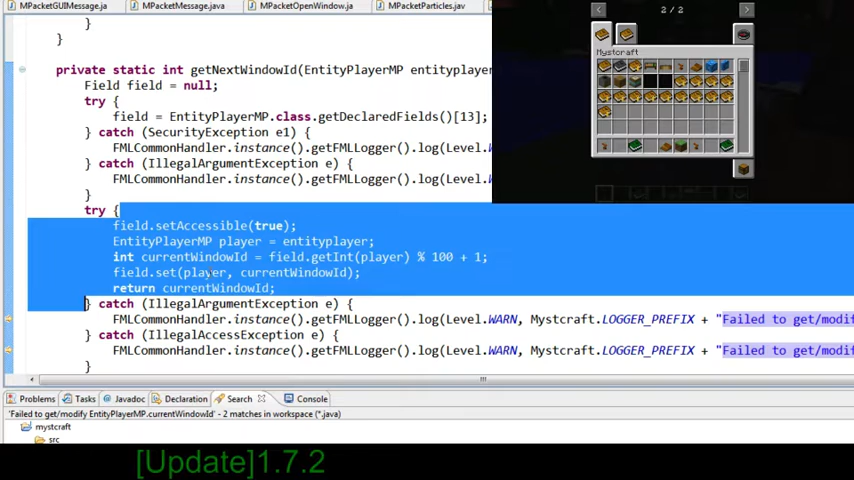 MPacketGUIMessage.java
MPacketMessage.java
MPacketOpenWindow.java
MPacketParticles.jav
}
}
private static int getNextWindowId(EntityPlayerMP entityplayer
Field field = null;
try {
field = EntityPlayerMP.class.getDeclaredFields()[13];
} catch (SecurityException e1) {
FMLCommonHandler.instance().getFMLLogger().log(Level.W
} catch (IllegalArgumentException e) {
FMLCommonHandler.instance().getFMLLogger().log(Level.W
}
try {
field.setAccessible(true);
EntityPlayerMP player = entityplayer;
int currentWindowId = field.getInt(player) % 100 + 1;
field.set(player, currentWindowId);
return currentWindowId;
} catch (IllegalArgumentException e) {
FMLCommonHandler.instance().getFMLLogger().log(Level.WARN, Mystcraft.LOGGER_PREFIX + "Failed to get/modif
} catch (IllegalAccessException e) {
FMLCommonHandler.instance().getFMLLogger().log(Level.WARN, Mystcraft.LOGGER_PREFIX + "Failed to get/modif
}
< 2/2 >
Mystcraft
Problems Tasks Javadoc Declaration Search Console
'Failed to get/modify EntityPlayerMP.currentWindowId' - 2 matches in workspace (*.java)
mystcraft
src
[Update]1.7.2